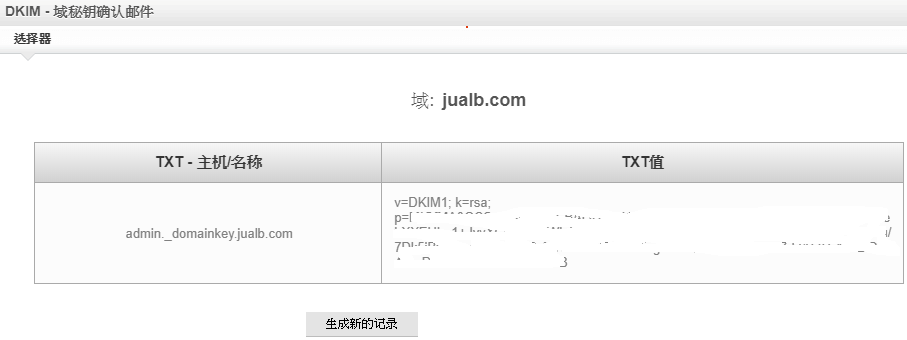 DKIM - 域秘钥确认邮件
选择器
域: jualb.com
TXT - 主机/名称 TXT值
admin._domainkey.jualb.com
v=DKIM1; k=rsa;
p=
生成新的记录